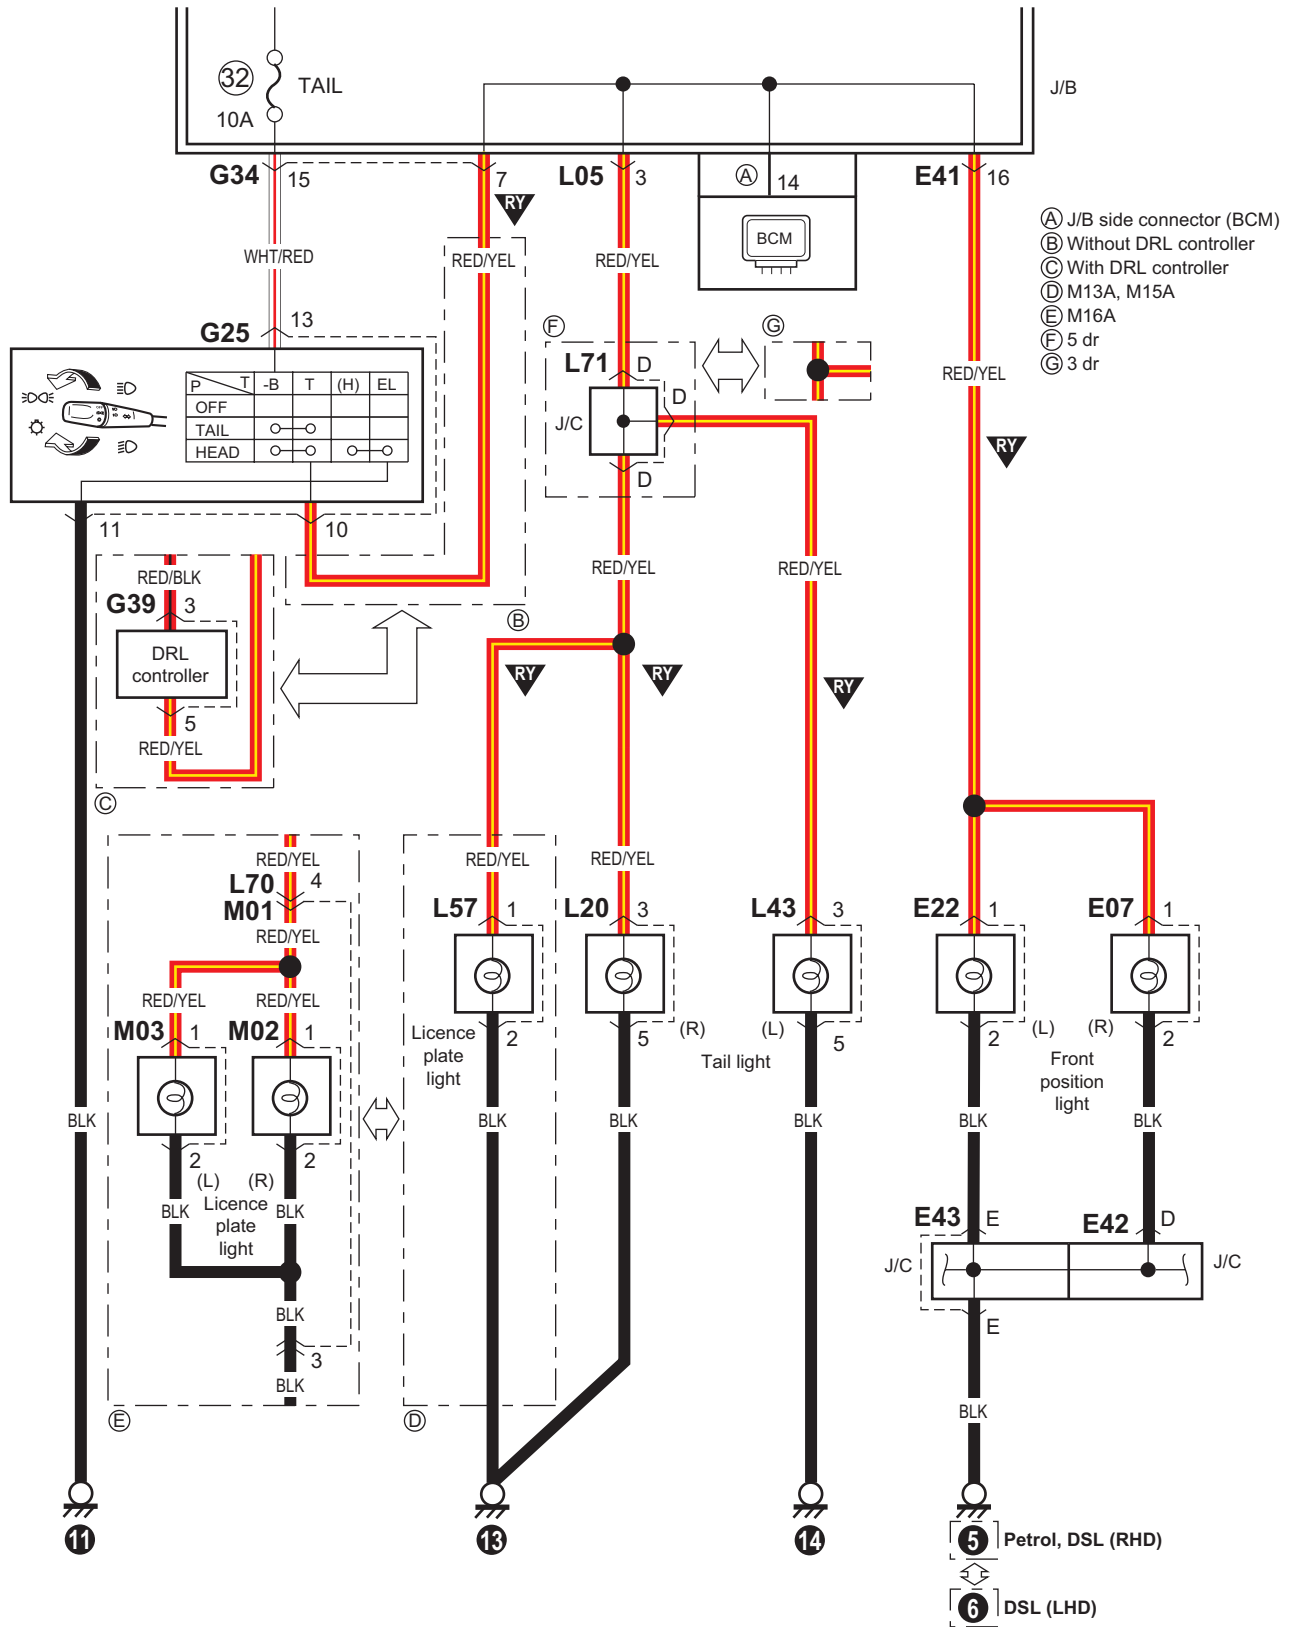 32
TAIL
10A
J/B
G34
15
7
L05
3
A
14
E41
16
RY
BCM
WHT/RED
RED/YEL
RED/YEL
A J/B side connector (BCM)
B Without DRL controller
C With DRL controller
D M13A, M15A
E M16A
F 5 dr
G 3 dr
G25
13
F
G
L71
D
D
J/C
D
RED/YEL
RY
P T -B T (H) EL
OFF
TAIL
HEAD
11
10
RED/BLK
G39
3
DRL
controller
5
RED/YEL
B
C
RED/YEL
RED/YEL
RY
RY
RY
RED/YEL
L70
4
M01
RED/YEL
RED/YEL
RED/YEL
M03
1
M02
1
RED/YEL
RED/YEL
L57
1
L20
3
L43
3
E22
1
E07
1
Licence
plate
light
2
5
(R)
(L)
5
Tail light
2
(L)
(R)
2
Front
position
light
BLK
BLK
BLK
BLK
BLK
BLK
2
2
(L)
(R)
Licence
plate
light
BLK
BLK
BLK
3
BLK
E
D
E43
E
E42
D
J/C
J/C
E
BLK
11
13
14
5 Petrol, DSL (RHD)
6 DSL (LHD)